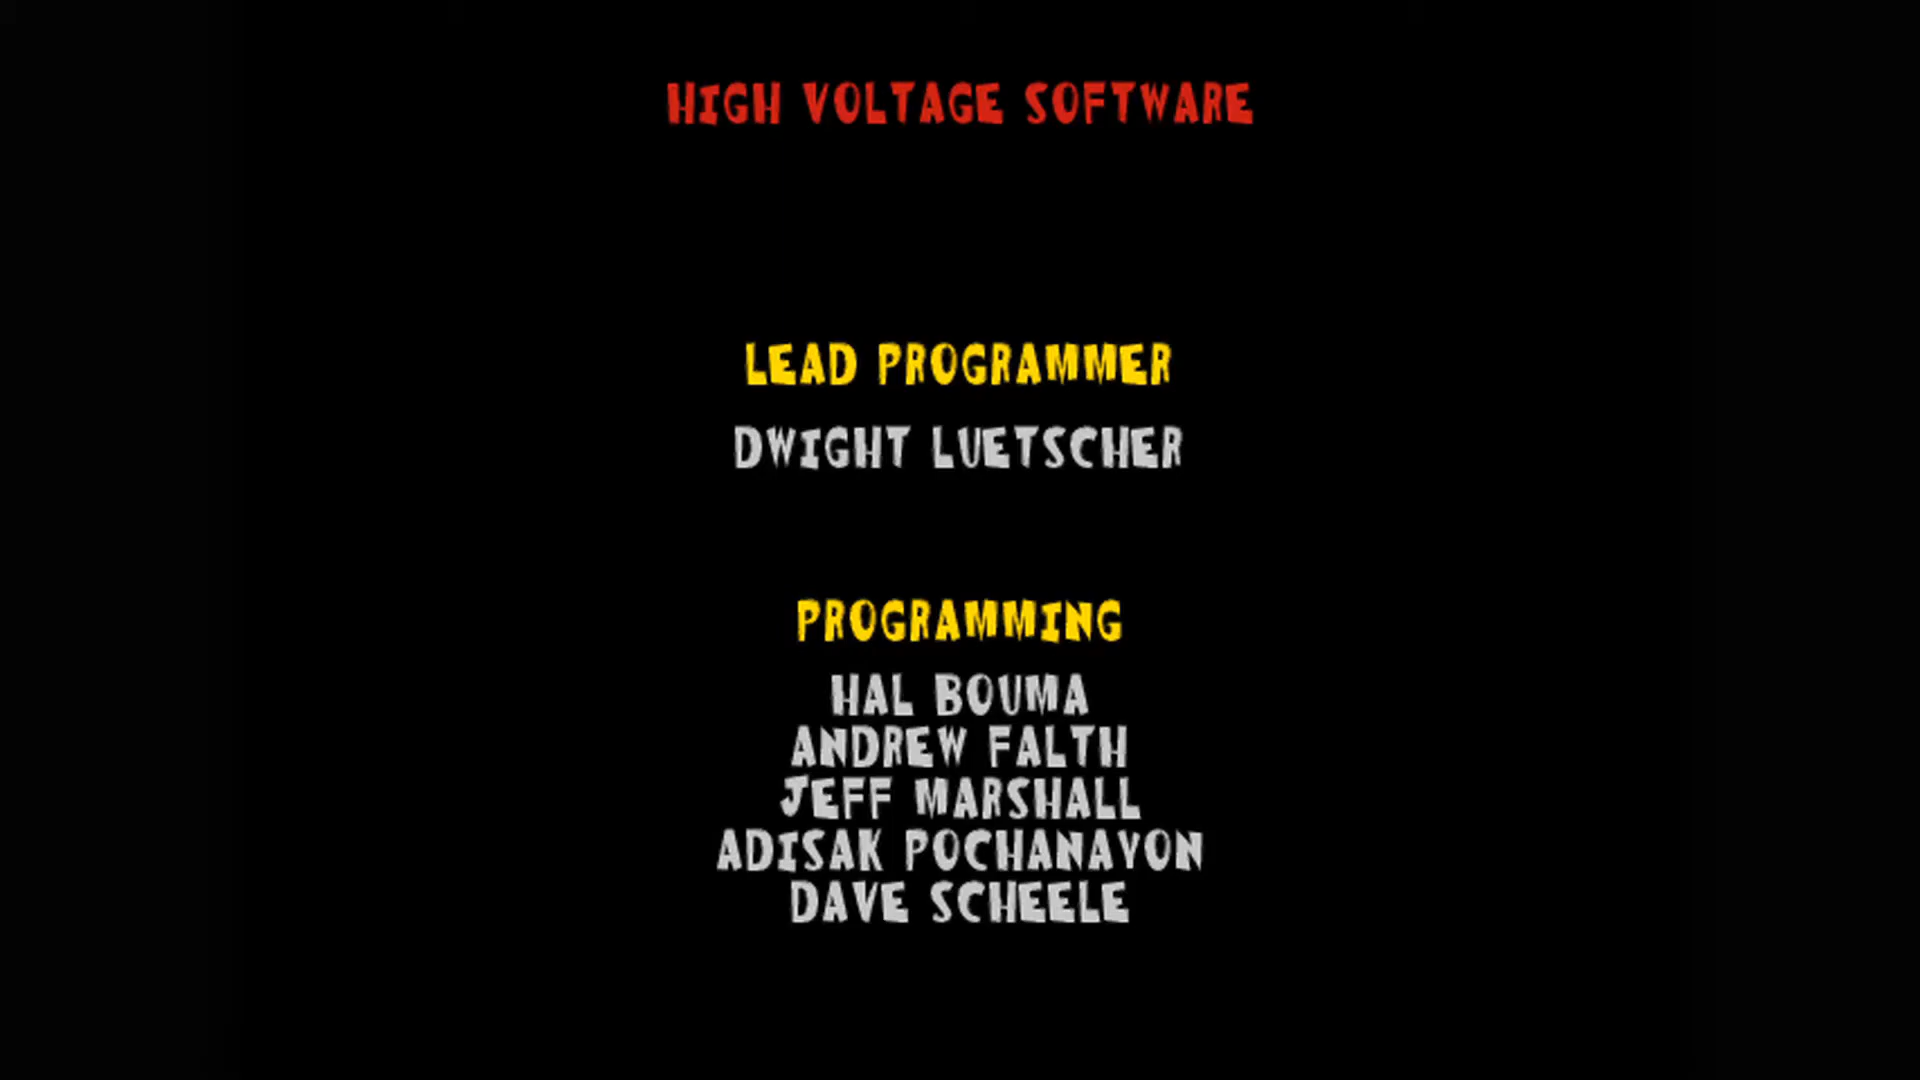 HIGH VOLTAGE SOFTWARE
LEAD PROGRAMMER
DWIGHT LUETSCHER
PROGRAMMING
HAL BOUMA
ANDREW FALTH
JEFF MARSHALL
ADISAK POCHANAYON
DAVE SCHEELE